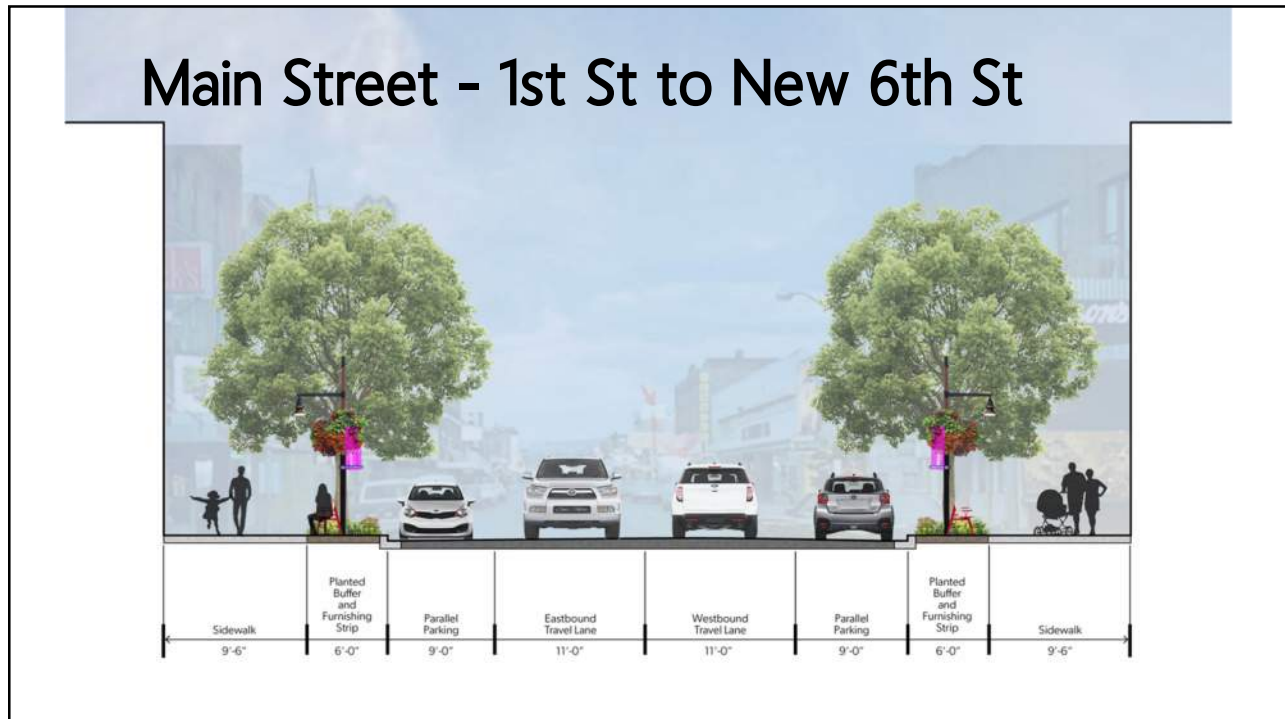 Main Street - 1st St to New 6th St
Sidewalk
9'-6"
Planted
Buffer
and
Furnishing
Strip
6'-0"
Parallel
Parking
9'-0"
Eastbound
Travel Lane
11'-0"
Westbound
Travel Lane
11'-0"
Parallel
Parking
9'-0"
Planted
Buffer
and
Furnishing
Strip
6'-0"
Sidewalk
9'-6"